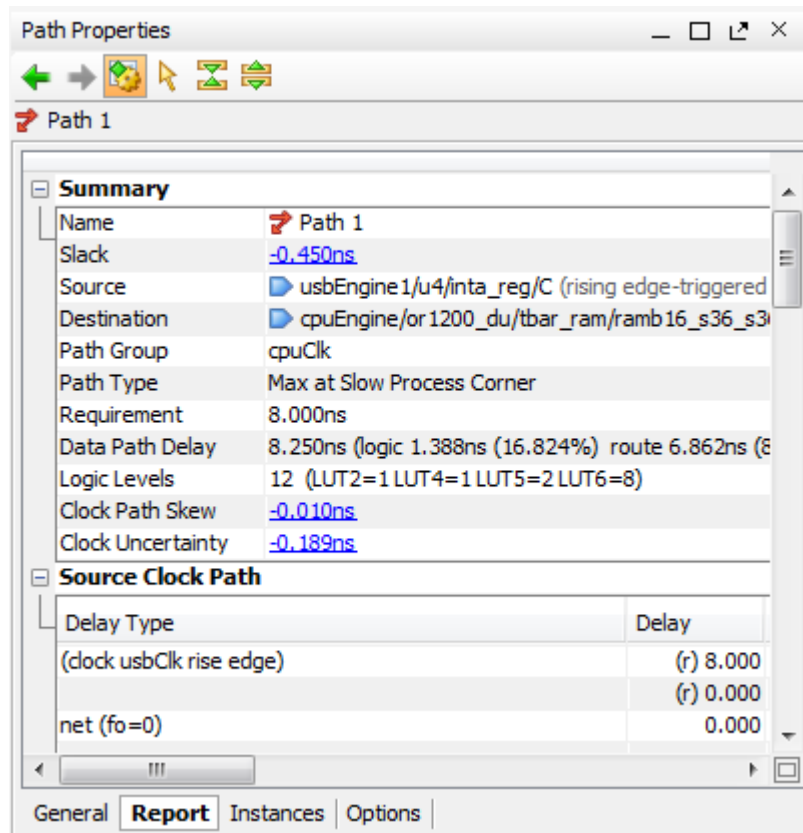 Path Properties
Path 1
Summary
Name Path 1
Slack -0.450ns
Source usbEngine1/u4/inta_reg/C (rising edge-triggered
Destination cpuEngine/or1200_du/tbar_ram/ramb16_s36_s36
Path Group cpuClk
Path Type Max at Slow Process Corner
Requirement 8.000ns
Data Path Delay 8.250ns (logic 1.388ns (16.824%) route 6.862ns (8
Logic Levels 12 (LUT2=1 LUT4=1 LUT5=2 LUT6=8)
Clock Path Skew -0.010ns
Clock Uncertainty -0.189ns
Source Clock Path
Delay Type Delay
(clock usbClk rise edge) (r) 8.000
(r) 0.000
net (fo=0) 0.000
General Report Instances Options